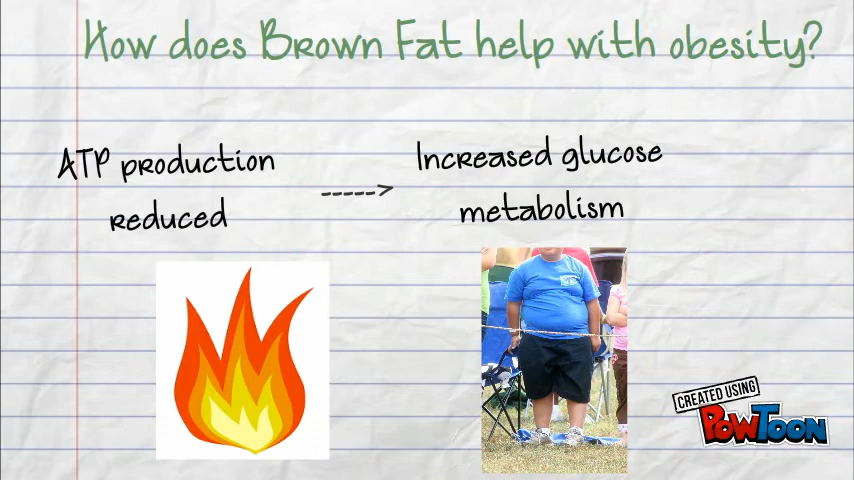 How does Brown Fat help with obesity?
ATP production
reduced
----->
Increased glucose
metabolism
CREATED USING
POWTOON